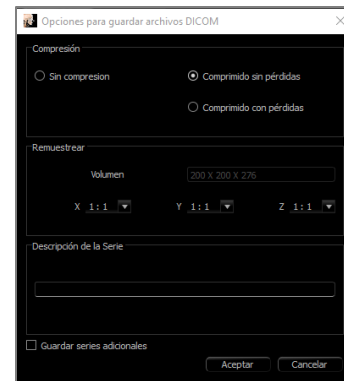 Opciones para guardar archivos DICOM
Compresión
Sin compresion
Comprimido sin pérdidas
Comprimido con pérdidas
Remuestrear
Volumen 200 X 200 X 276
X 1:1 Y 1:1 Z 1:1
Descripción de la Serie
Guardar series adicionales
Aceptar Cancelar